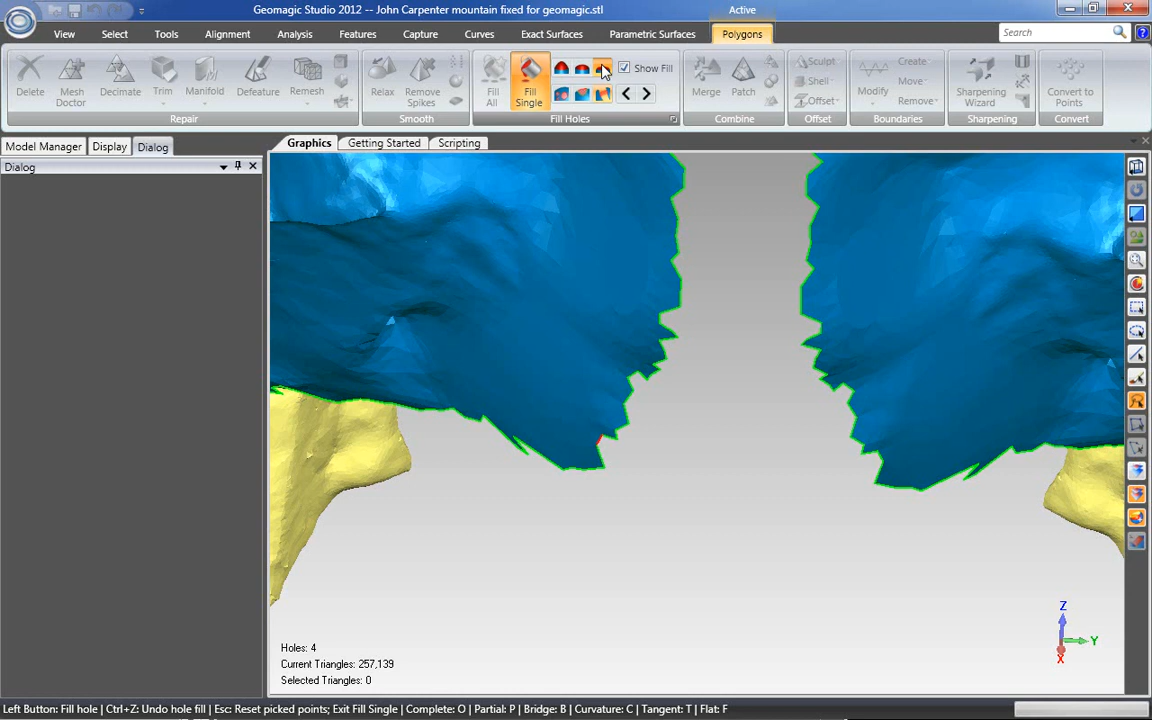 Geomagic Studio 2012 -- John Carpenter mountain fixed for geomagic.stl
Active
View Select Tools Alignment Analysis Features Capture Curves Exact Surfaces Parametric Surfaces Polygons Search
Delete Mesh Doctor Decimate Trim Manifold Defeature Remesh
Repair
Relax Remove Spikes
Smooth
Fill All Fill Single Show Fill
Fill Holes
Merge Patch
Combine
Sculpt
Shell
Offset
Offset
Modify Create Move Remove
Boundaries
Sharpening Wizard
Sharpening
Convert to Points
Convert
Model Manager Display Dialog
Graphics Getting Started Scripting
Dialog
Z
Y
X
Holes: 4
Current Triangles: 257,139
Selected Triangles: 0
Left Button: Fill hole | Ctrl+Z: Undo hole fill | Esc: Reset picked points; Exit Fill Single | Complete: O | Partial: P | Bridge: B | Curvature: C | Tangent: T | Flat: F